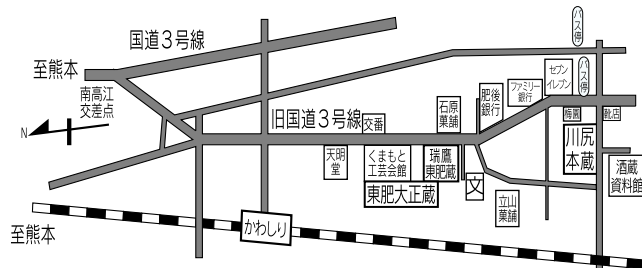 国道3号線
至熊本
南高江
交差点
N
旧国道3号線
交番
天明
堂
くまもと
工芸会館
瑞鷹
東肥蔵
東肥大正蔵
石原
菓舗
肥後
銀行
ファミリー
銀行
セブン
イレブン
バス停
バス停
梅園
靴店
川尻
本蔵
酒蔵
資料館
文
立山
菓舗
かわしり
至熊本